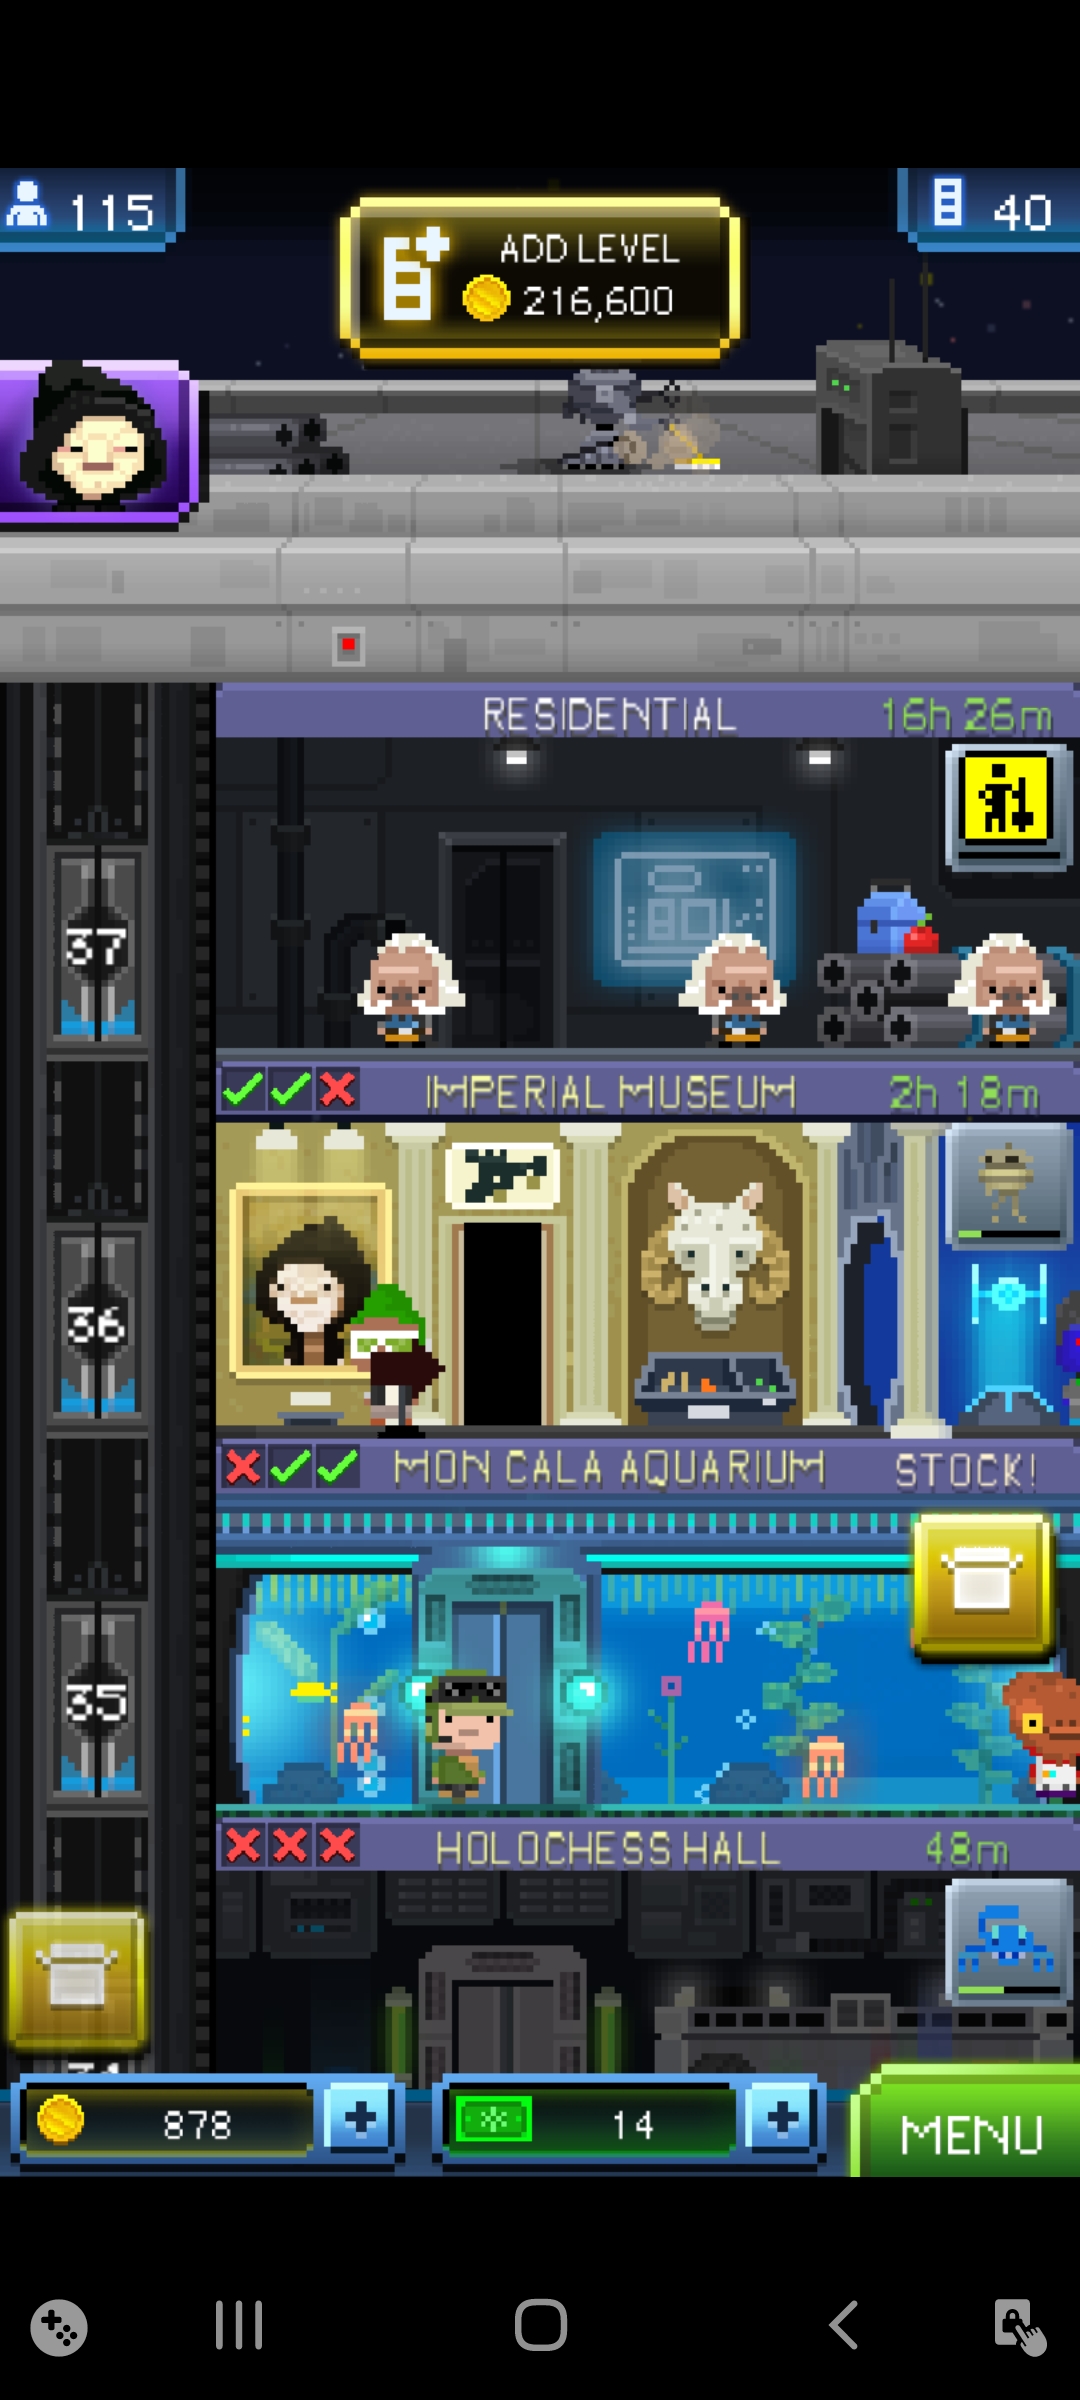 115
ADD LEVEL
216,600
40
RESIDENTIAL 16h 26m
37
IMPERIAL MUSEUM 2h 18m
36
MON CALA AQUARIUM STOCK!
35
HOLOCHESS HALL 48m
878
14
MENU